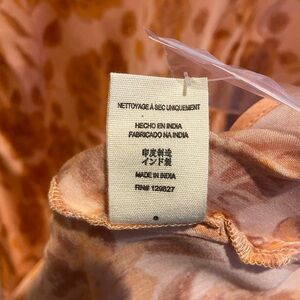 NETTOYAGE À SEC UNIQUEMENT
HECHO EN INDIA
FABRICADO NA INDIA
印度製造
インド製
MADE IN INDIA
RN# 129827